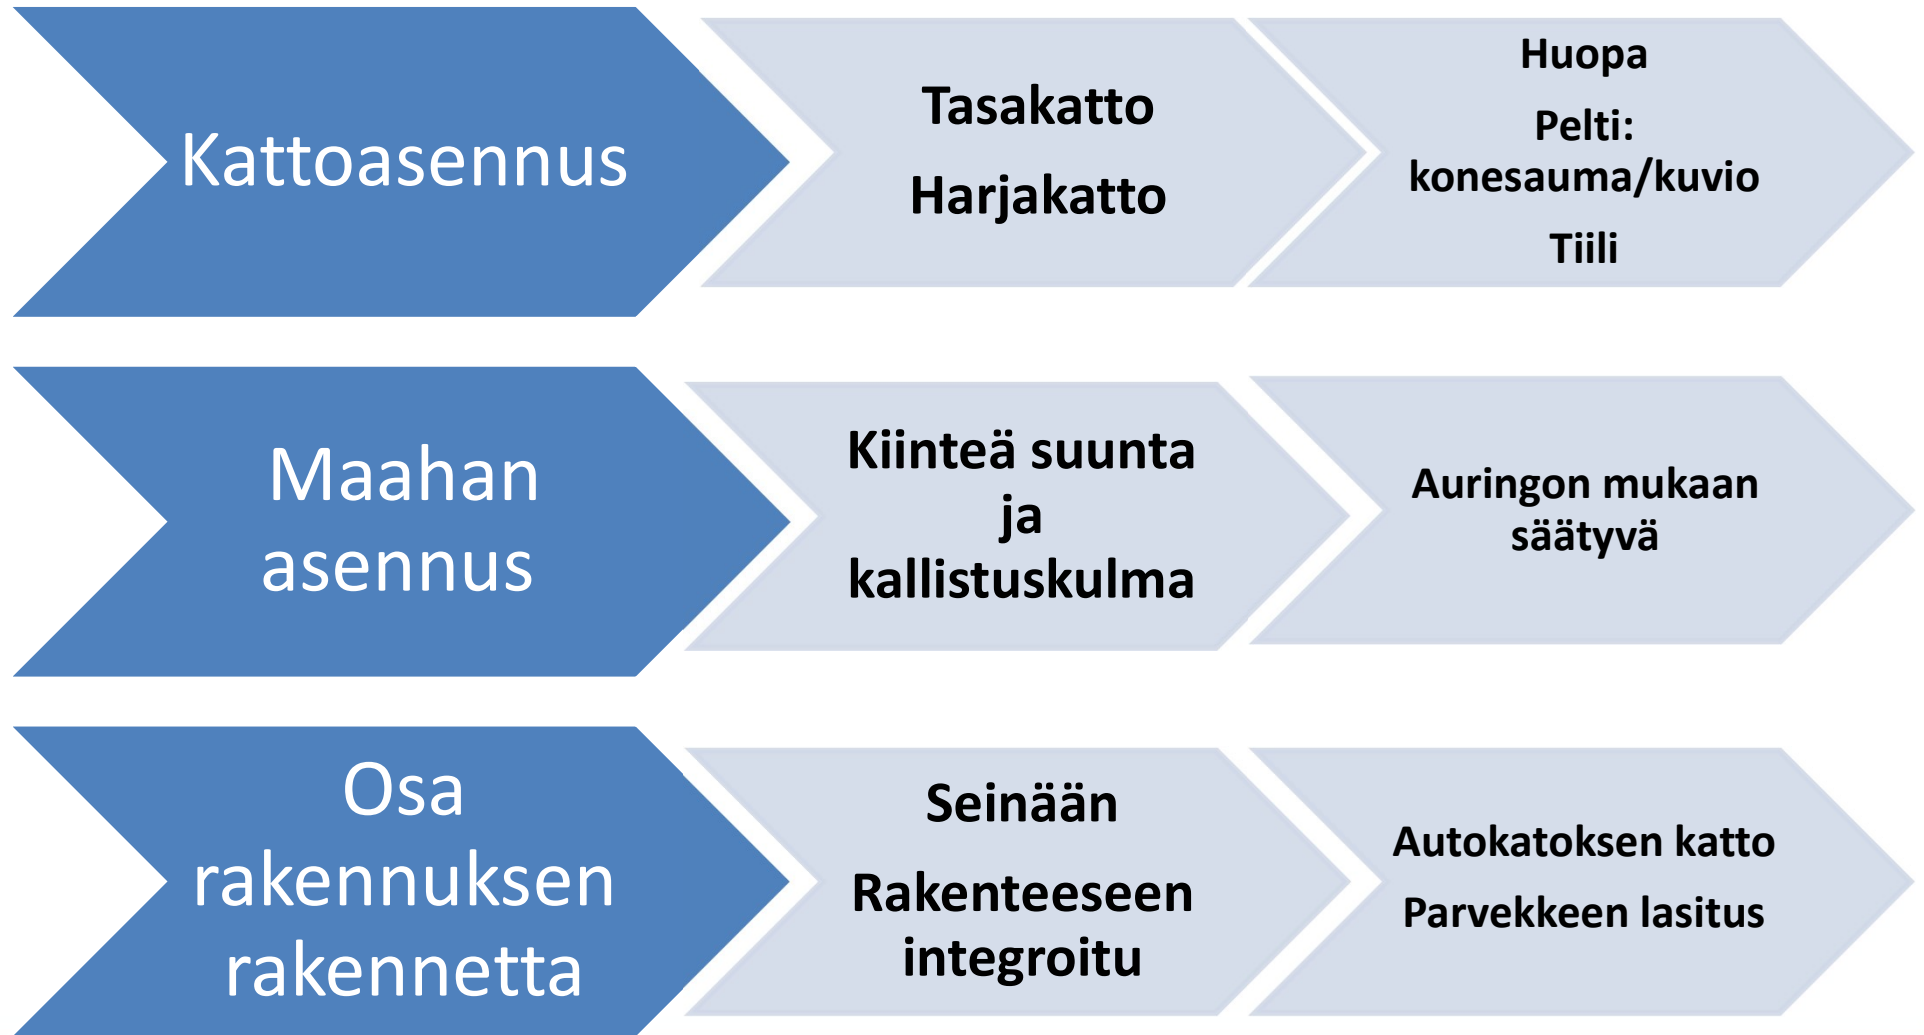 Kattoasennus
Tasakatto
Harjakatto
Huopa
Pelti:
konesauma/kuvio
Tiili
Maahan
asennus
Kiinteä suunta
ja
kallistuskulma
Auringon mukaan
säätyvä
Osa
rakennuksen
rakennetta
Seinään
Rakenteeseen
integroitu
Autokatoksen katto
Parvekkeen lasitus